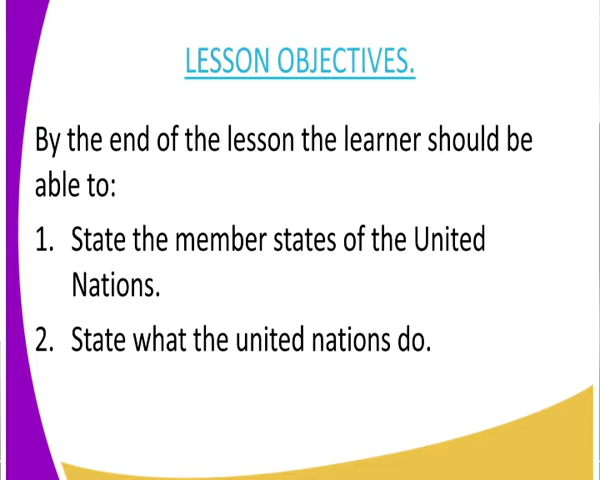 LESSON OBJECTIVES.
By the end of the lesson the learner should be
able to:
1. State the member states of the United
Nations.
2. State what the united nations do.